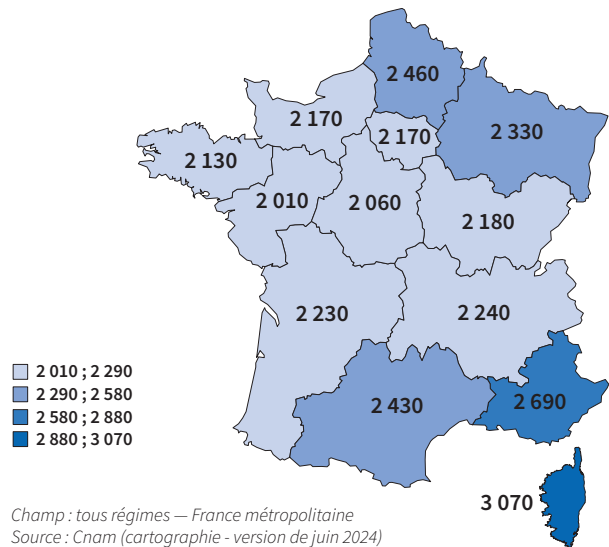 2 460
2 170
2 170
2 330
2 130
2 010
2 060
2 180
2 230
2 240
2 010 ; 2 290
2 290 ; 2 580
2 580 ; 2 880
2 880 ; 3 070
2 430
2 690
3 070
Champ : tous régimes — France métropolitaine
Source : Cnam (cartographie - version de juin 2024)